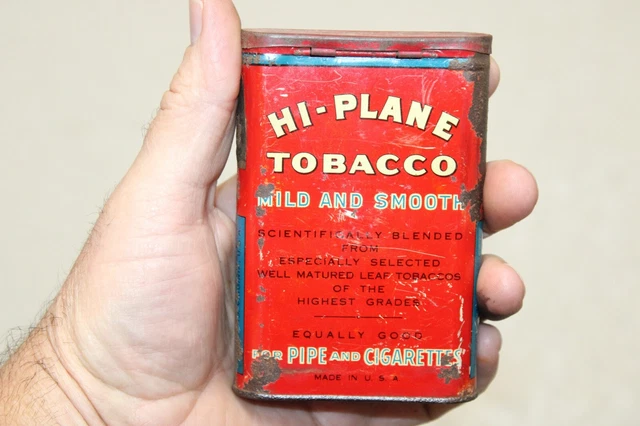 HI-PLANE
TOBACCO
MILD AND SMOOTH
SCIENTIFICALLY BLENDED
FROM
ESPECIALLY SELECTED
WELL MATURED LEAF TOBACCOS
OF THE
HIGHEST GRADES
EQUALLY GOOD
FOR PIPE AND CIGARETTES
MADE IN U.S.A